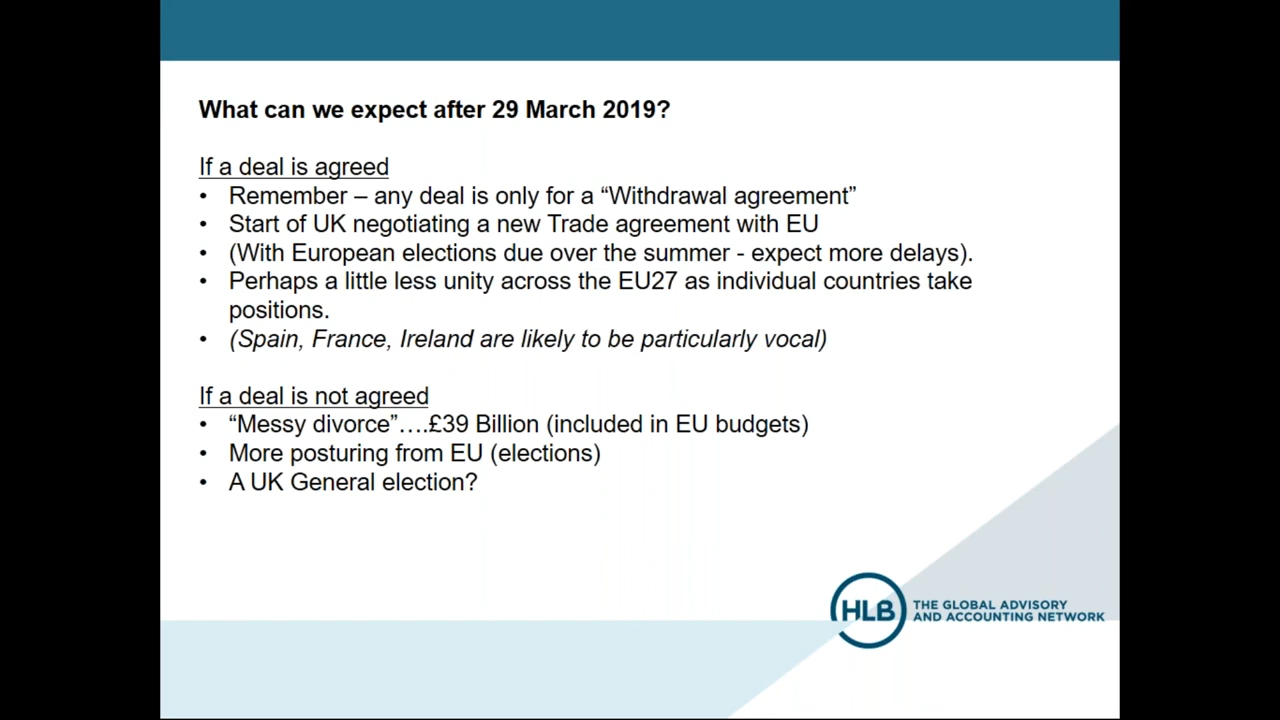 What can we expect after 29 March 2019?
If a deal is agreed
• Remember – any deal is only for a “Withdrawal agreement”
• Start of UK negotiating a new Trade agreement with EU
• (With European elections due over the summer - expect more delays).
• Perhaps a little less unity across the EU27 as individual countries take
positions.
• (Spain, France, Ireland are likely to be particularly vocal)
If a deal is not agreed
• “Messy divorce”….£39 Billion (included in EU budgets)
• More posturing from EU (elections)
• A UK General election?
HLB
THE GLOBAL ADVISORY
AND ACCOUNTING NETWORK